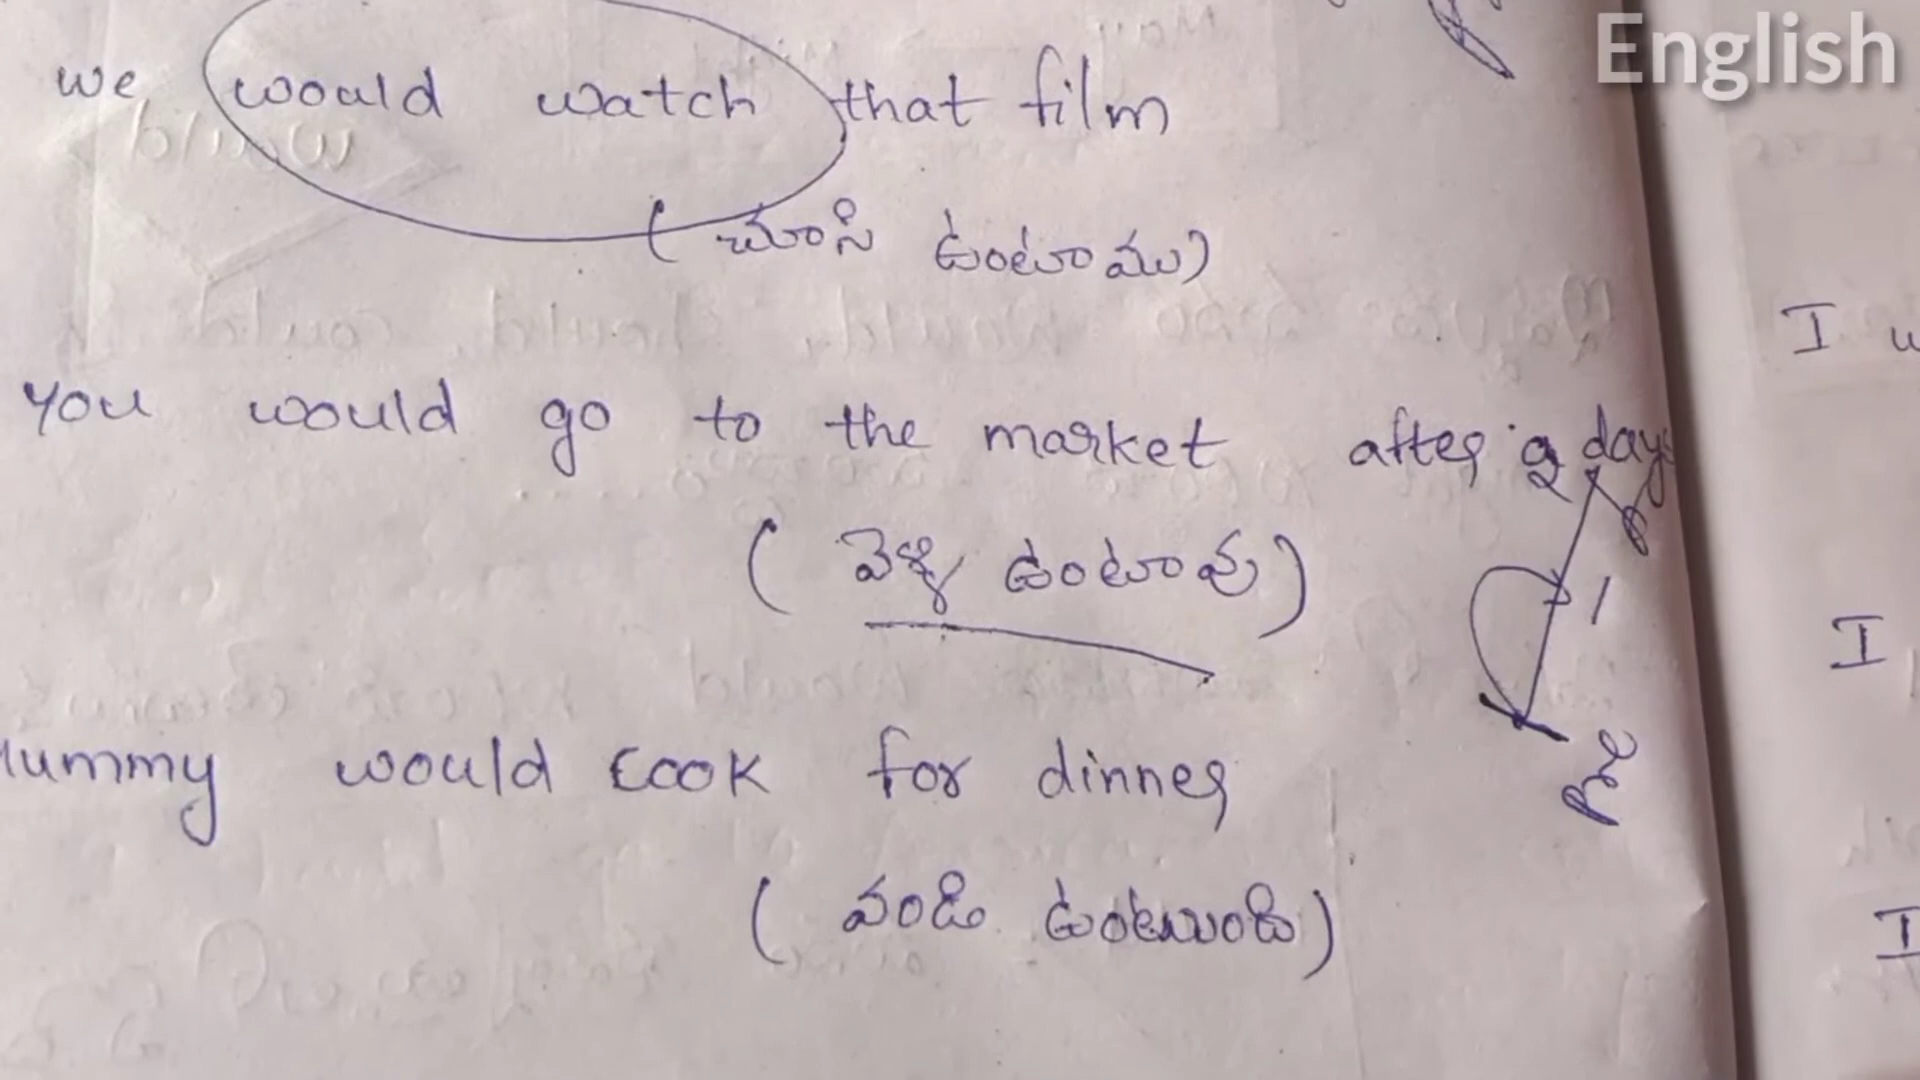 English
we would watch that film
(చూసి ఉంటాము)
you would go to the market after 2 days
(వెళ్ళి ఉంటావు)
mummy would cook for dinner
(వండి ఉంటుంది)
I
I
I